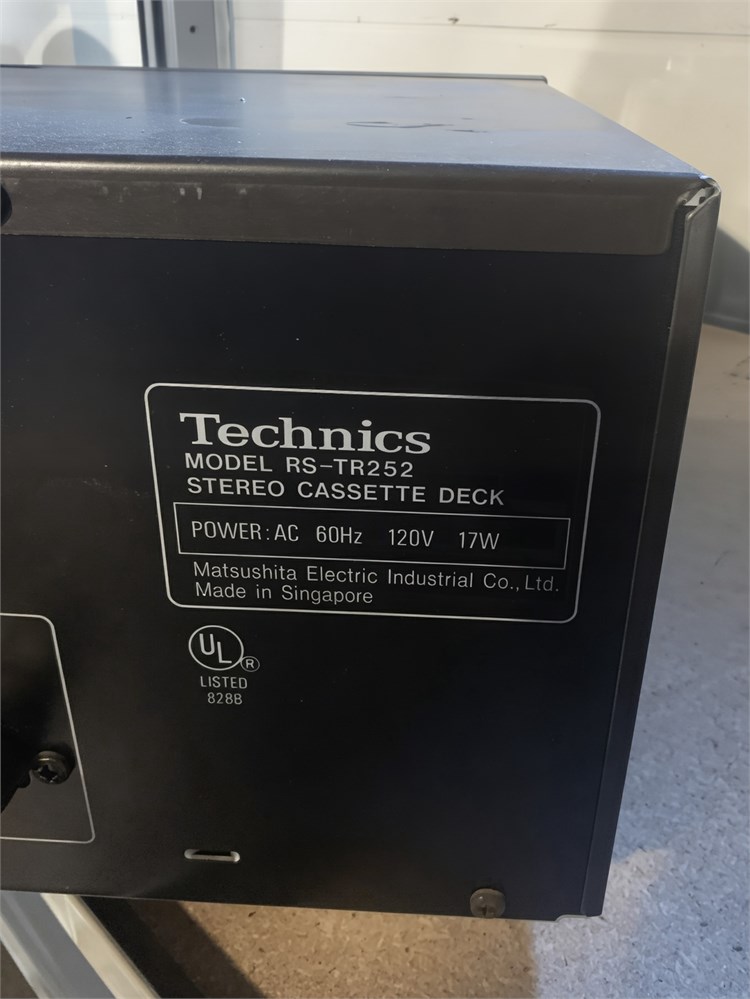 Technics
MODEL RS-TR252
STEREO CASSETTE DECK
POWER: AC 60Hz 120V 17W
Matsushita Electric Industrial Co., Ltd.
Made in Singapore
UL ®
LISTED
828B